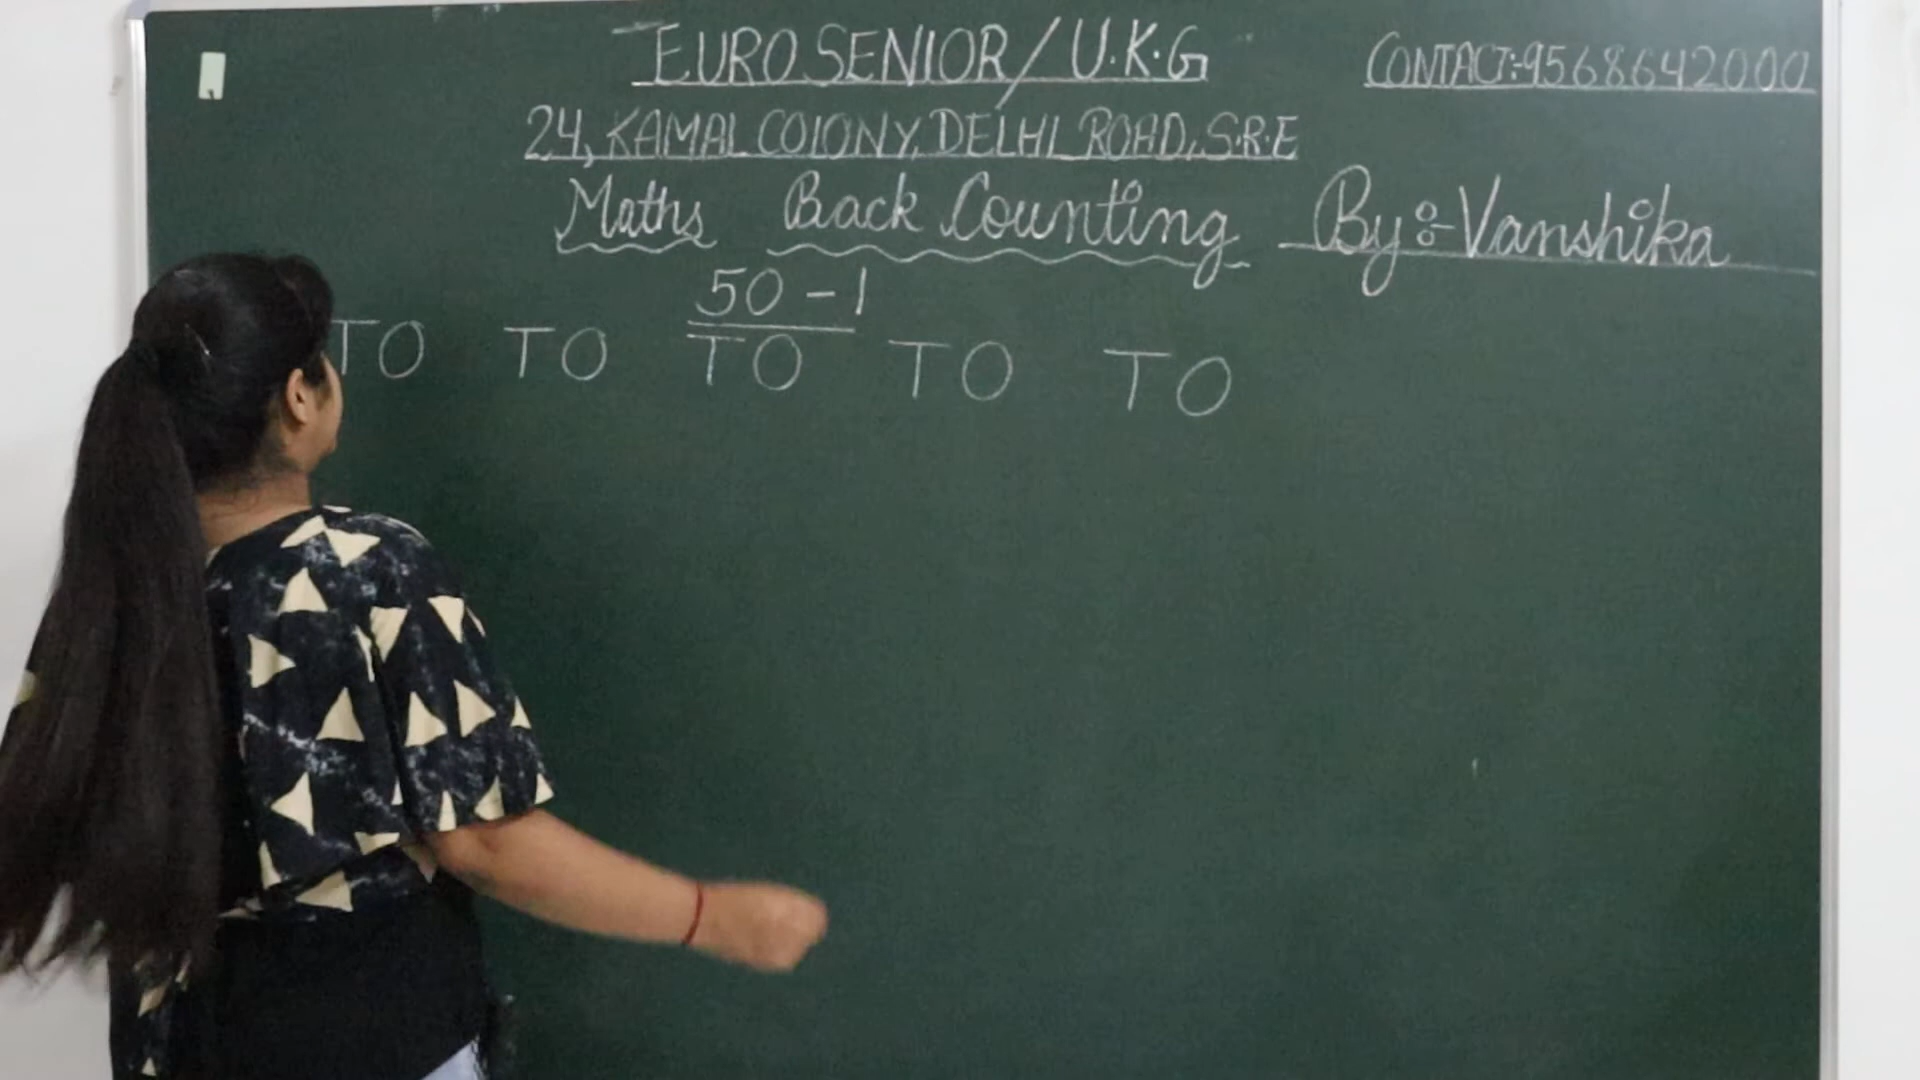 EURO SENIOR / U.K.G
CONTACT:-9568642000
24, KAMAL COLONY, DELHI ROAD, S.R.E
Maths Back Counting By:-Vanshika
50-1
TO TO TO TO TO